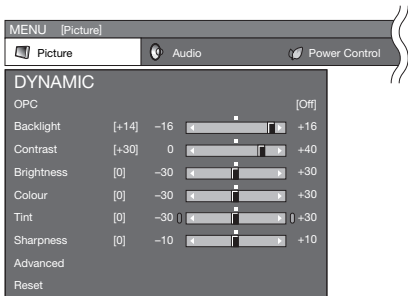 MENU [Picture]
Picture Audio Power Control
DYNAMIC
OPC [Off]
Backlight [+14] –16 +16
Contrast [+30] 0 +40
Brightness [0] –30 +30
Colour [0] –30 +30
Tint [0] –30 +30
Sharpness [0] –10 +10
Advanced
Reset